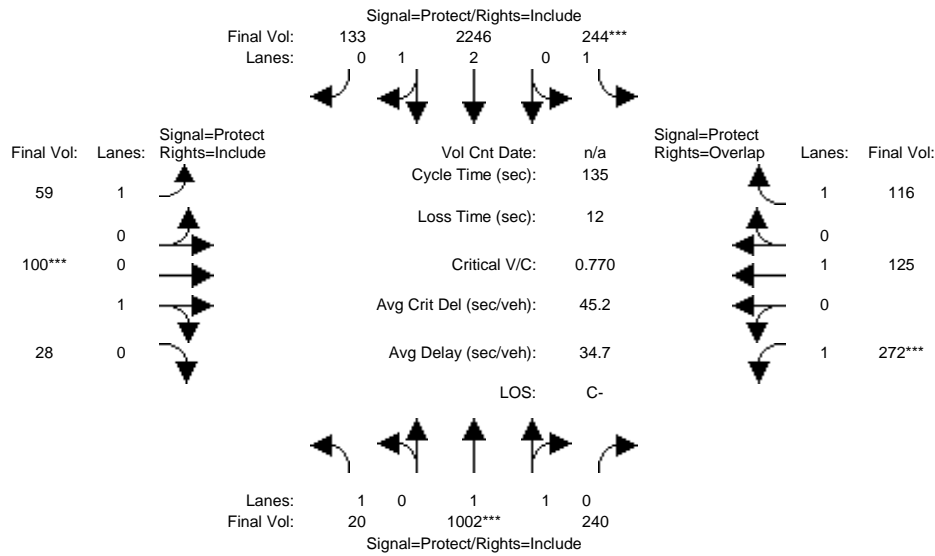 Signal=Protect/Rights=Include
Final Vol: 133 2246 244***
Lanes: 0 1 2 0 1
Signal=Protect
Final Vol: Lanes: Rights=Include
Vol Cnt Date: n/a
Signal=Protect
Rights=Overlap Lanes: Final Vol:
Cycle Time (sec): 135
59 1
1 116
Loss Time (sec): 12
0
0
100*** 0
Critical V/C: 0.770
1 125
1
Avg Crit Del (sec/veh): 45.2
0
28 0
Avg Delay (sec/veh): 34.7
1 272***
LOS: C-
Lanes: 1 0 1 1 0
Final Vol: 20 1002*** 240
Signal=Protect/Rights=Include